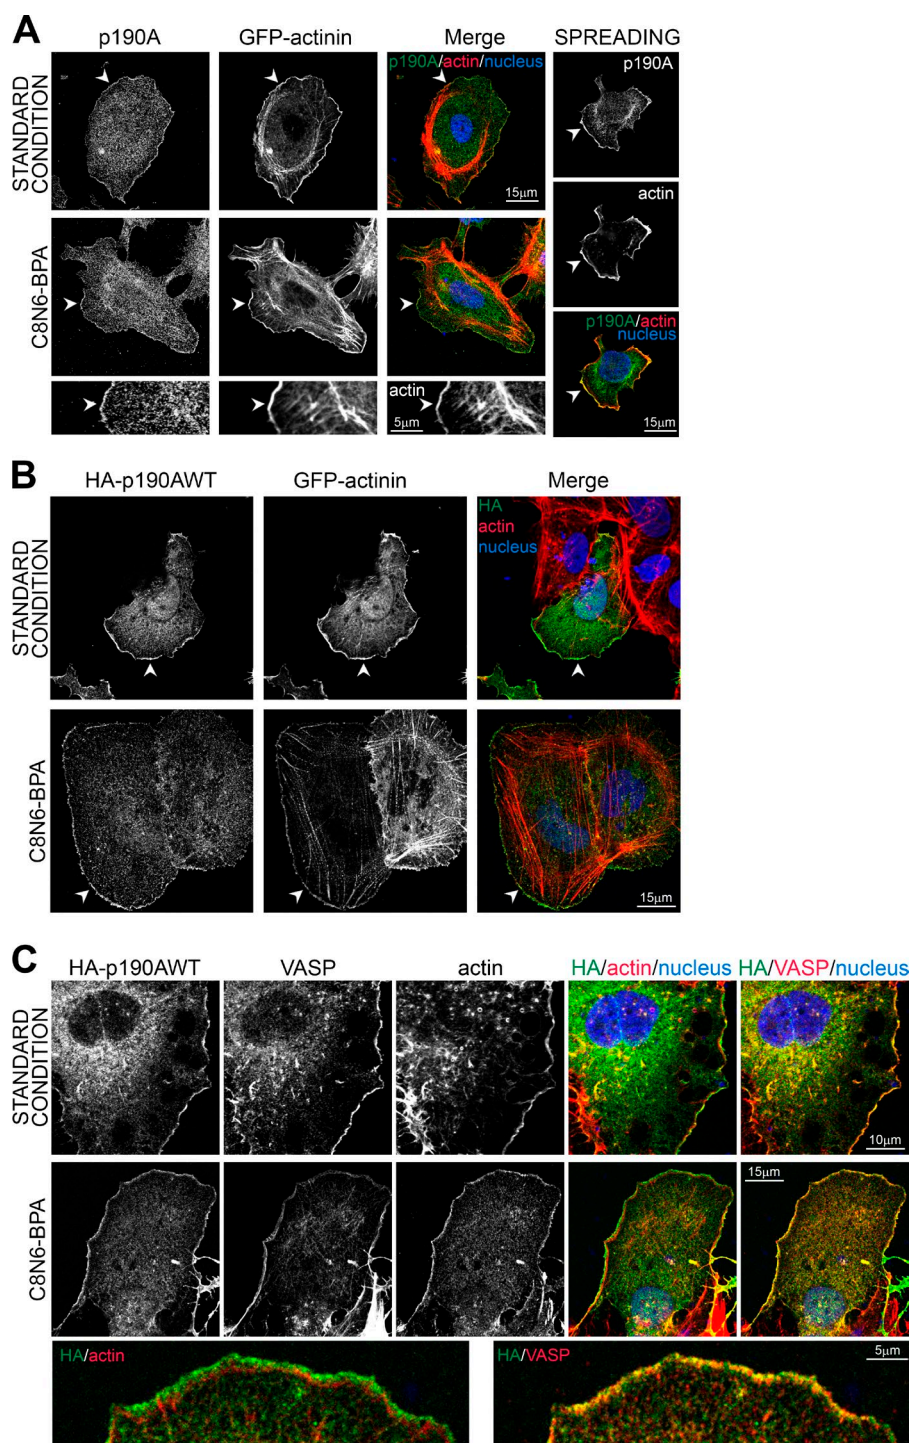 A
p190A GFP-actinin Merge SPREADING
STANDARD
CONDITION
p190A/actin/nucleus
15µm
p190A
actin
p190A/actin
nucleus
15µm
C8N6-BPA
actin
5µm
B
HA-p190AWT GFP-actinin Merge
STANDARD
CONDITION
HA
actin
nucleus
C8N6-BPA
15µm
C
HA-p190AWT VASP actin HA/actin/nucleus HA/VASP/nucleus
STANDARD
CONDITION
10µm
C8N6-BPA
15µm
HA/actin
HA/VASP
5µm